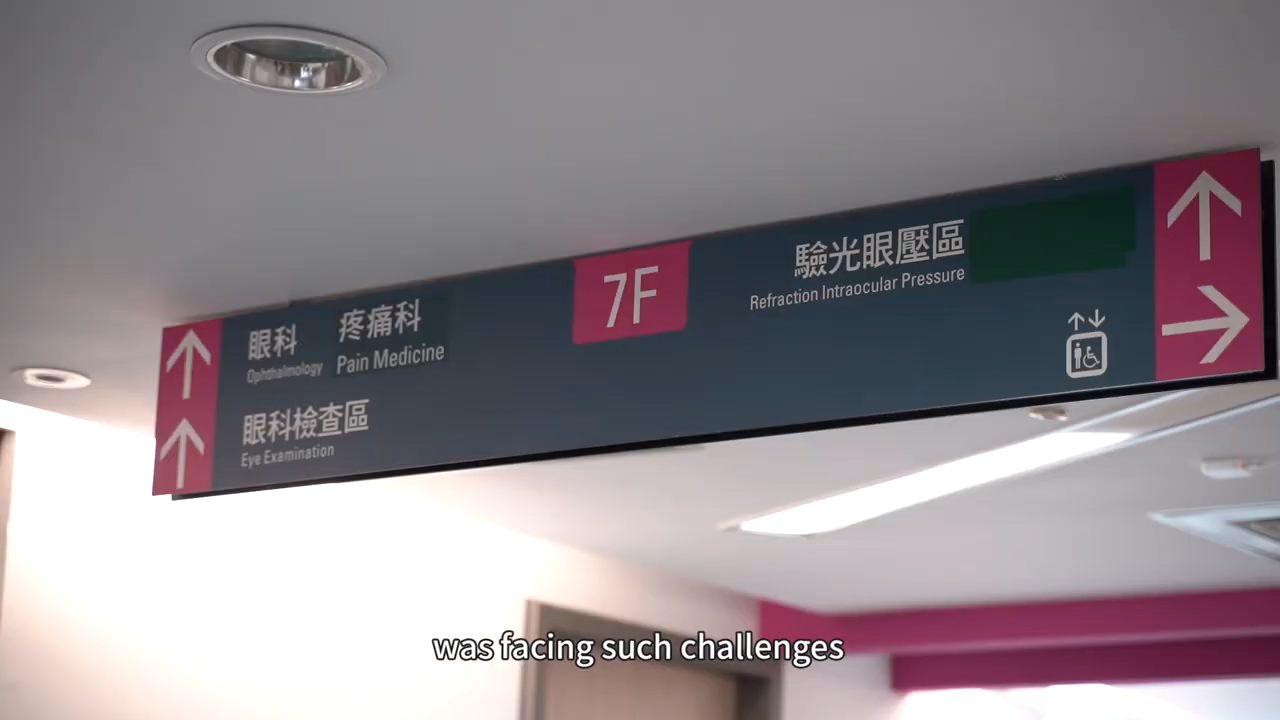 眼科 疼痛科
Ophthalmology Pain Medicine
眼科檢查區
Eye Examination
7F
驗光眼壓區
Refraction Intraocular Pressure
was facing such challenges